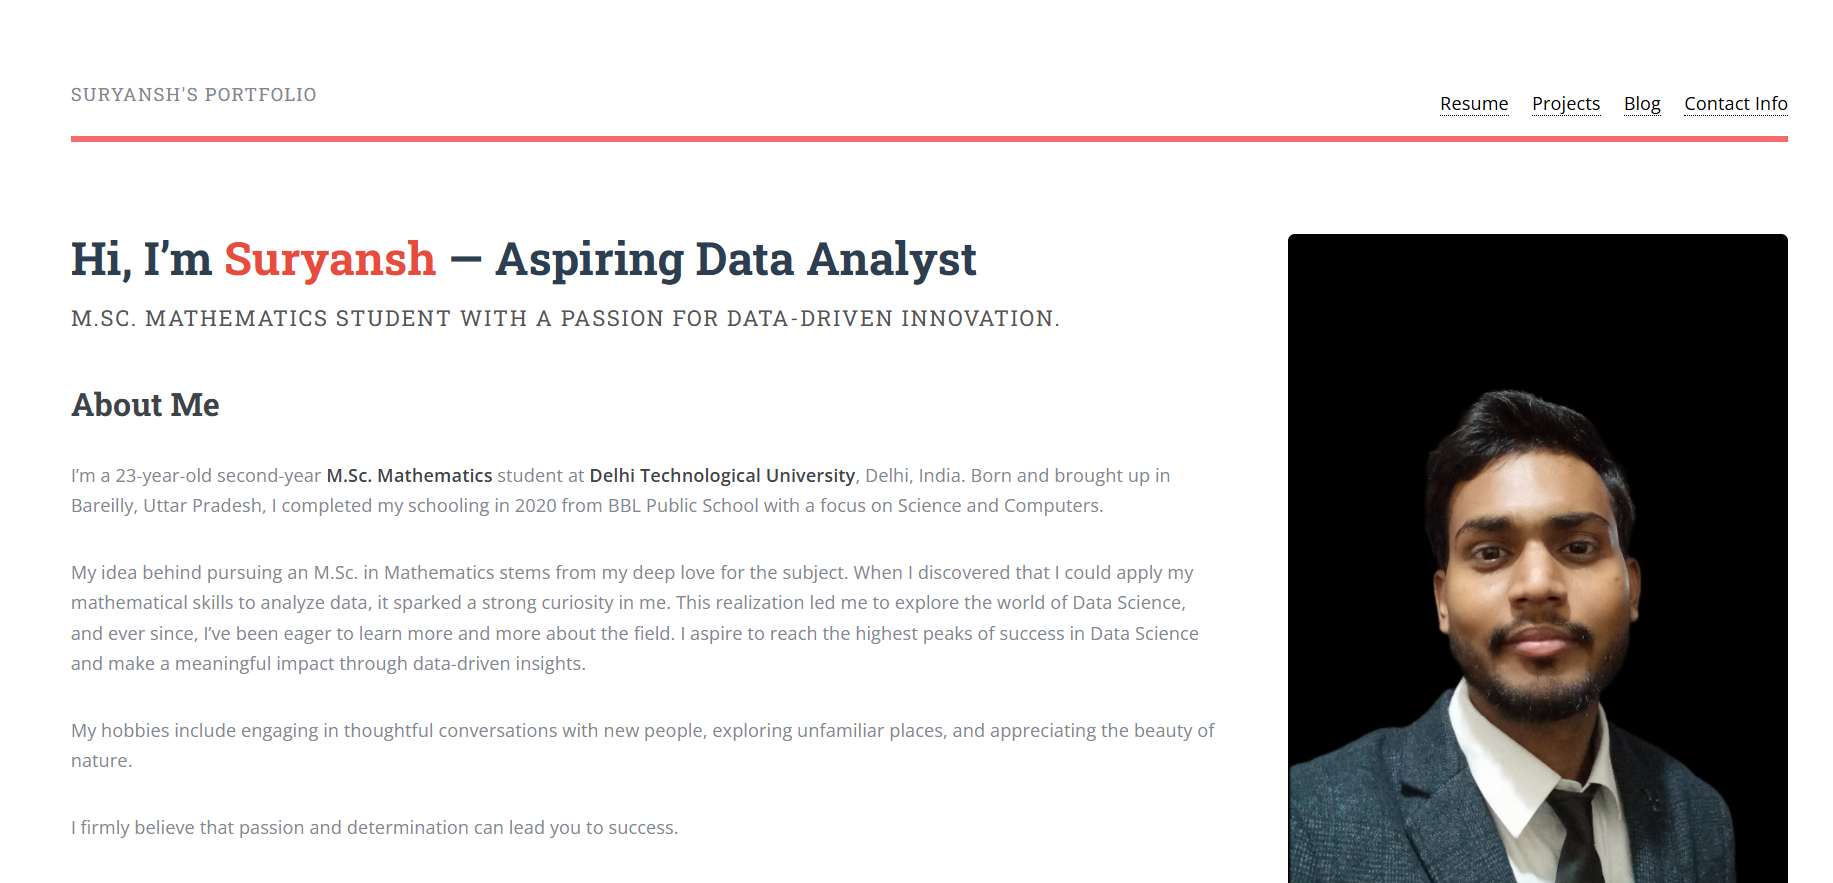 SURYANSH'S PORTFOLIO
Resume Projects Blog Contact Info
Hi, I’m Suryansh — Aspiring Data Analyst
M.SC. MATHEMATICS STUDENT WITH A PASSION FOR DATA-DRIVEN INNOVATION.
About Me
I’m a 23-year-old second-year M.Sc. Mathematics student at Delhi Technological University, Delhi, India. Born and brought up in
Bareilly, Uttar Pradesh, I completed my schooling in 2020 from BBL Public School with a focus on Science and Computers.
My idea behind pursuing an M.Sc. in Mathematics stems from my deep love for the subject. When I discovered that I could apply my
mathematical skills to analyze data, it sparked a strong curiosity in me. This realization led me to explore the world of Data Science,
and ever since, I’ve been eager to learn more and more about the field. I aspire to reach the highest peaks of success in Data Science
and make a meaningful impact through data-driven insights.
My hobbies include engaging in thoughtful conversations with new people, exploring unfamiliar places, and appreciating the beauty of
nature.
I firmly believe that passion and determination can lead you to success.